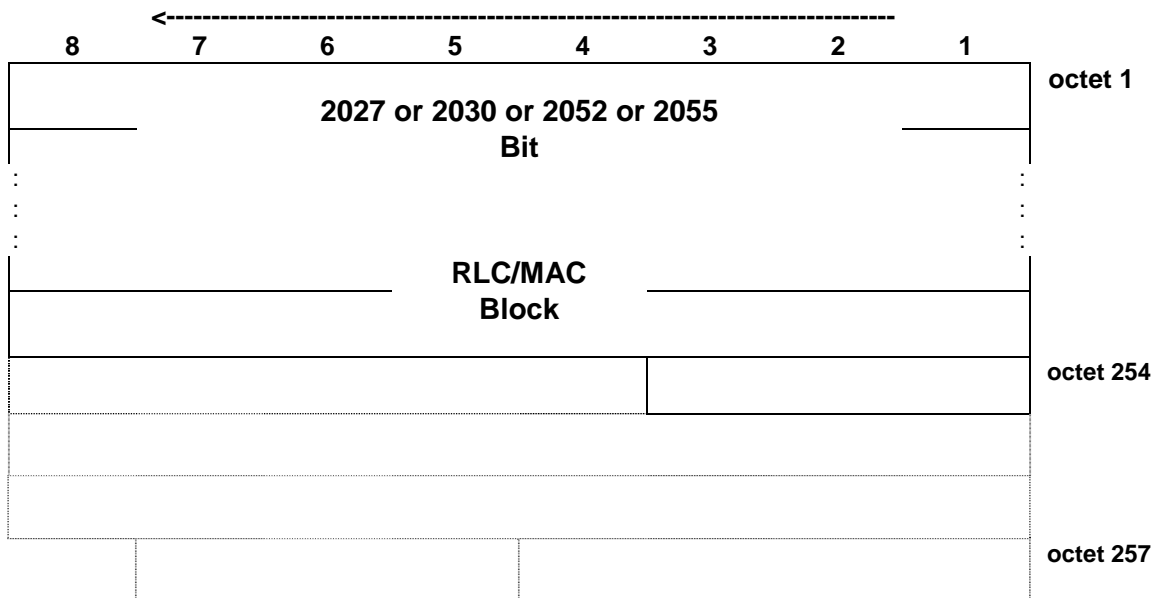 <---------------------------------------------------------------------------------
8 7 6 5 4 3 2 1
octet 1
2027 or 2030 or 2052 or 2055
Bit
: :
: :
: :
RLC/MAC
Block
octet 254
octet 257